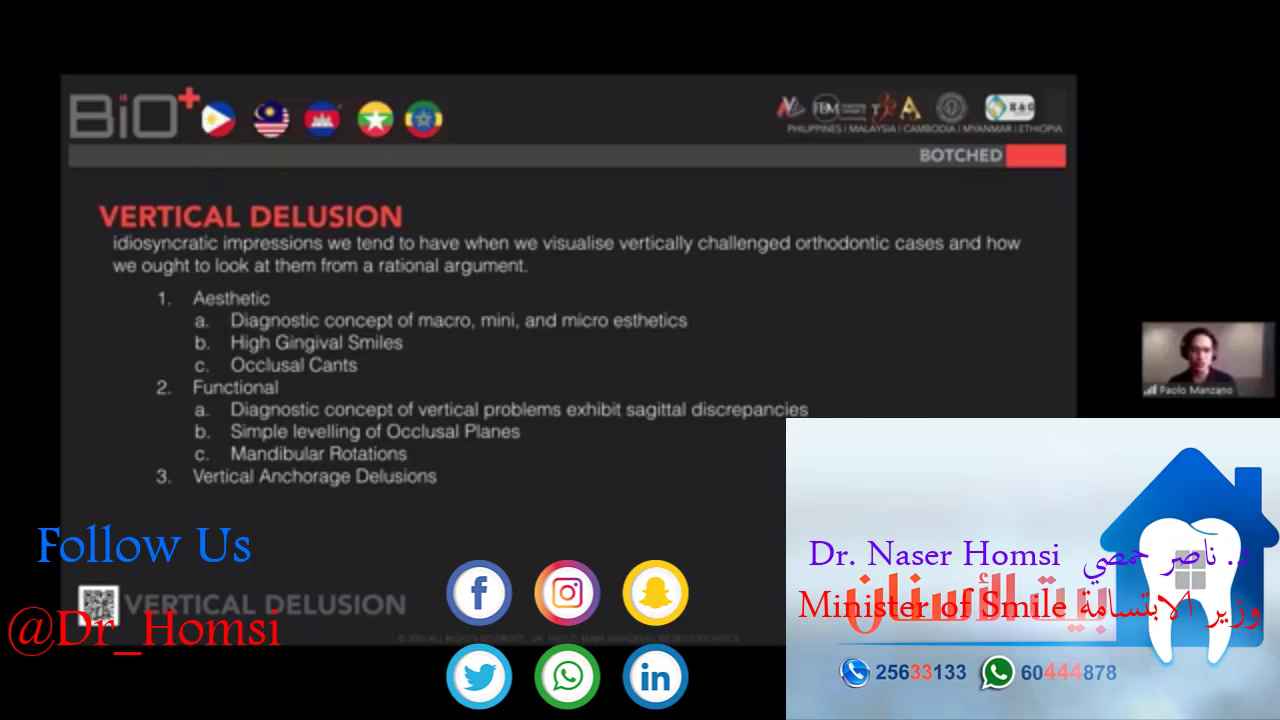 BiO+
PHILIPPINES | MALAYSIA | CAMBODIA | MYANMAR | ETHIOPIA
BOTCHED
VERTICAL DELUSION
idiosyncratic impressions we tend to have when we visualise vertically challenged orthodontic cases and how
we ought to look at them from a rational argument.
1. Aesthetic
a. Diagnostic concept of macro, mini, and micro esthetics
b. High Gingival Smiles
c. Occlusal Cants
2. Functional
a. Diagnostic concept of vertical problems exhibit sagittal discrepancies
b. Simple levelling of Occlusal Planes
c. Mandibular Rotations
3. Vertical Anchorage Delusions
Paolo Manzano
Follow Us
VERTICAL DELUSION
@Dr_Homsi
Dr. Naser Homsi د. ناصر حمصي
بيت الأسنان
Minister of Smile وزير الابتسامة
25633133 60444878